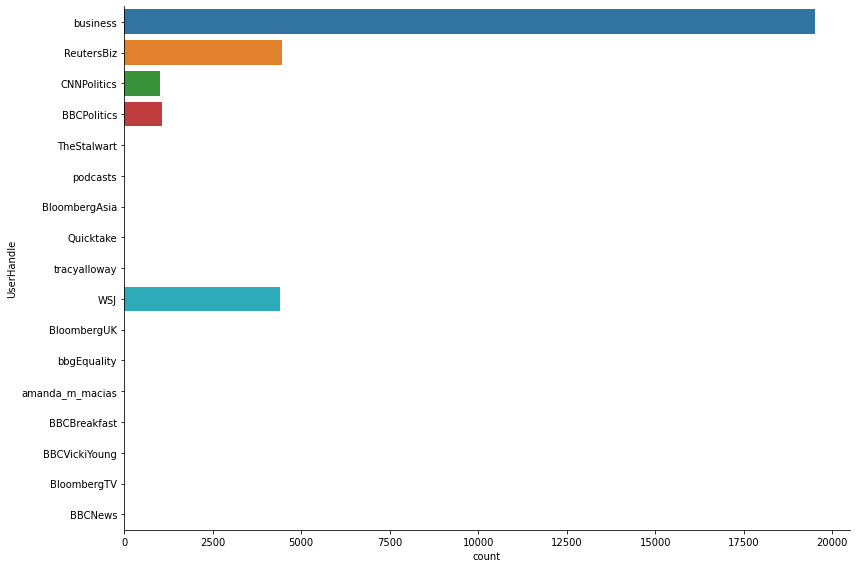 business
ReutersBiz
CNNPolitics
BBCPolitics
TheStalwart
podcasts
BloombergAsia
Quicktake
tracyalloway
WSJ
BloombergUK
bbgEquality
amanda_m_macias
BBCBreakfast
BBCVickiYoung
BloombergTV
BBCNews
UserHandle
0 2500 5000 7500 10000 12500 15000 17500 20000
count